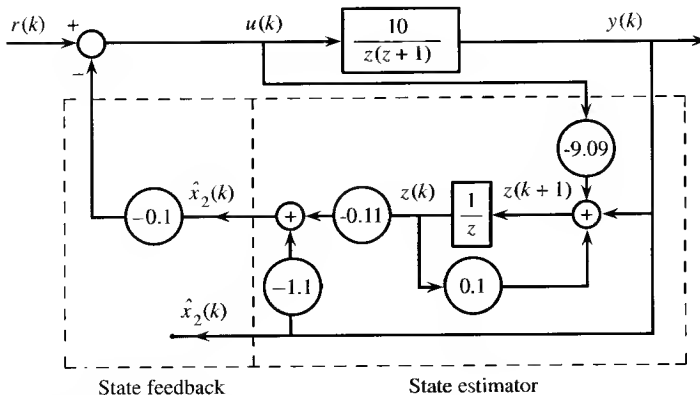 r(k)
+
−
u(k)
10
z(z + 1)
y(k)
-9.09
x̂₂(k)
−0.1
+
-0.11
z(k)
1
z
z(k + 1)
+
−1.1
0.1
x̂₂(k)
State feedback
State estimator